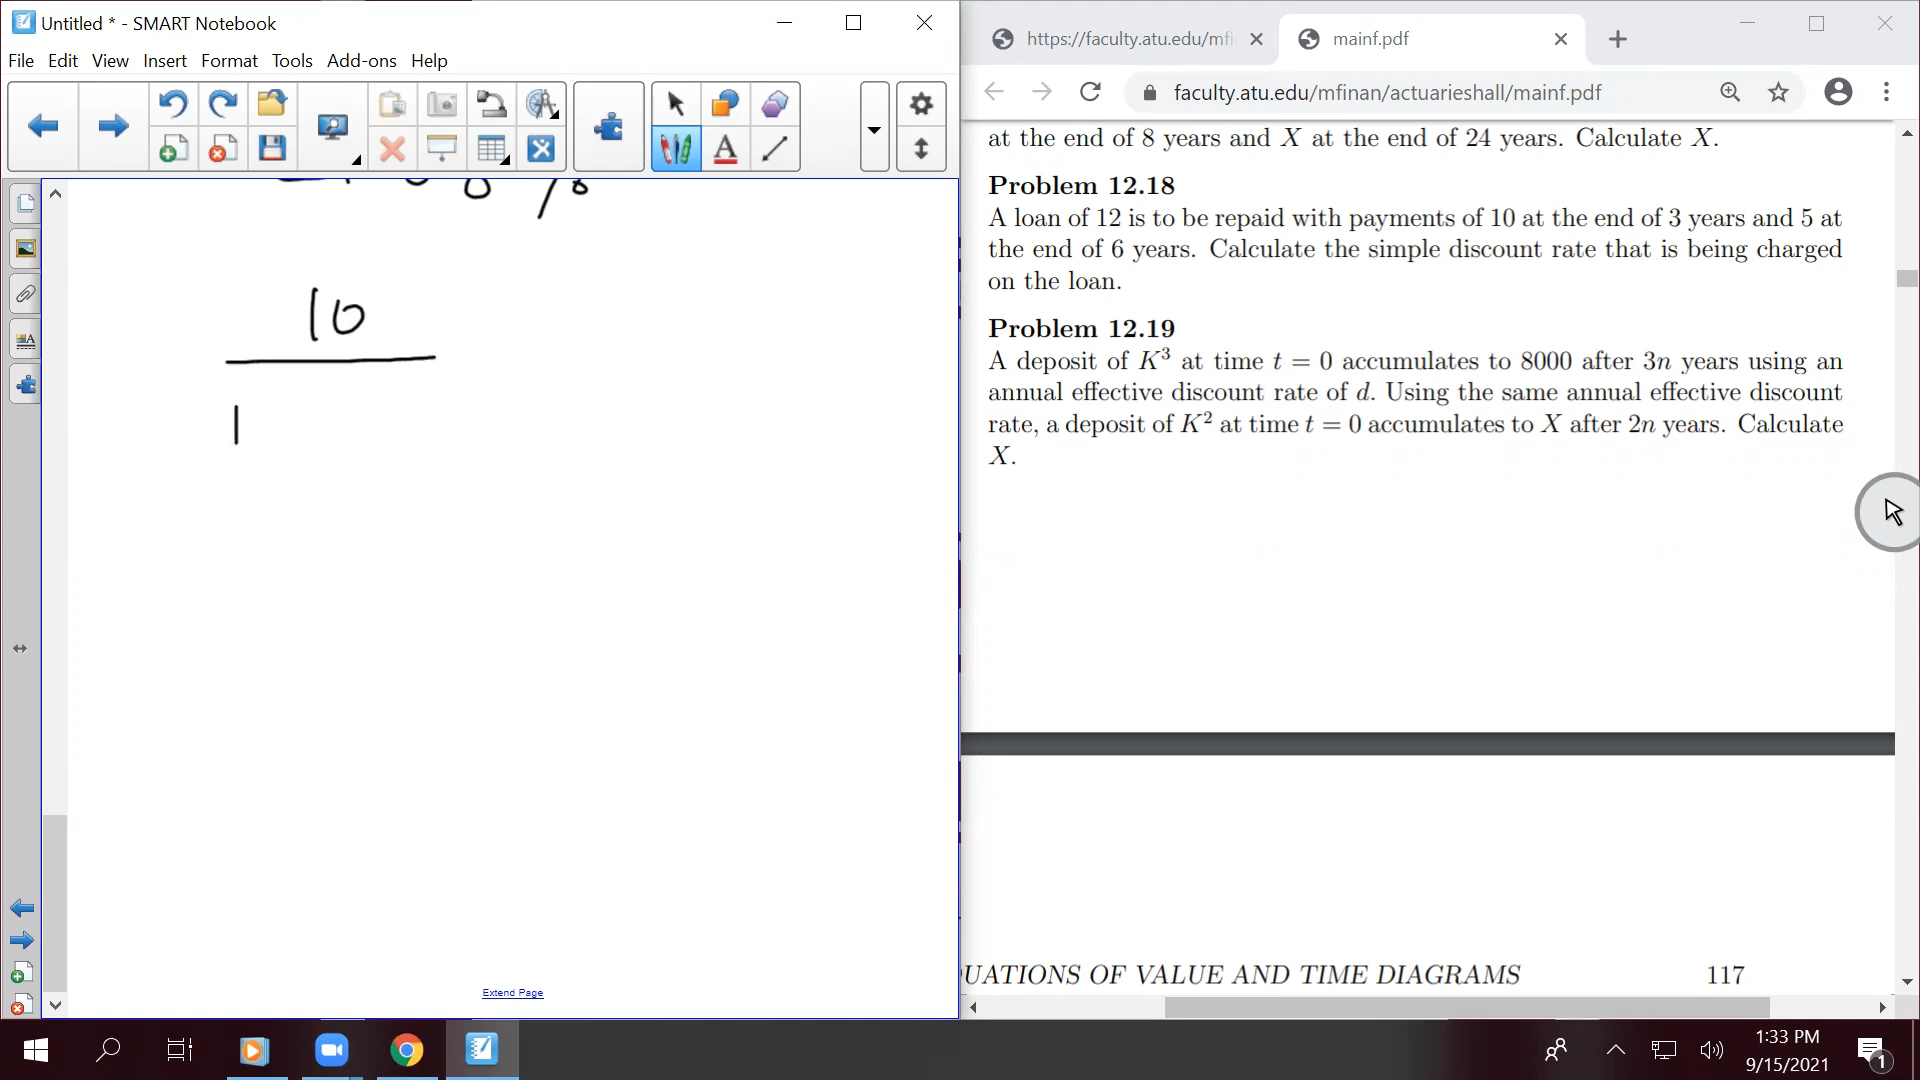 Untitled * - SMART Notebook
File Edit View Insert Format Tools Add-ons Help
10
1
Extend Page
https://faculty.atu.edu/mfi
mainf.pdf
faculty.atu.edu/mfinan/actuarieshall/mainf.pdf
at the end of 8 years and X at the end of 24 years. Calculate X.
Problem 12.18
A loan of 12 is to be repaid with payments of 10 at the end of 3 years and 5 at
the end of 6 years. Calculate the simple discount rate that is being charged
on the loan.
Problem 12.19
A deposit of K³ at time t = 0 accumulates to 8000 after 3n years using an
annual effective discount rate of d. Using the same annual effective discount
rate, a deposit of K² at time t = 0 accumulates to X after 2n years. Calculate
X.
UATIONS OF VALUE AND TIME DIAGRAMS 117
1:33 PM
9/15/2021
1